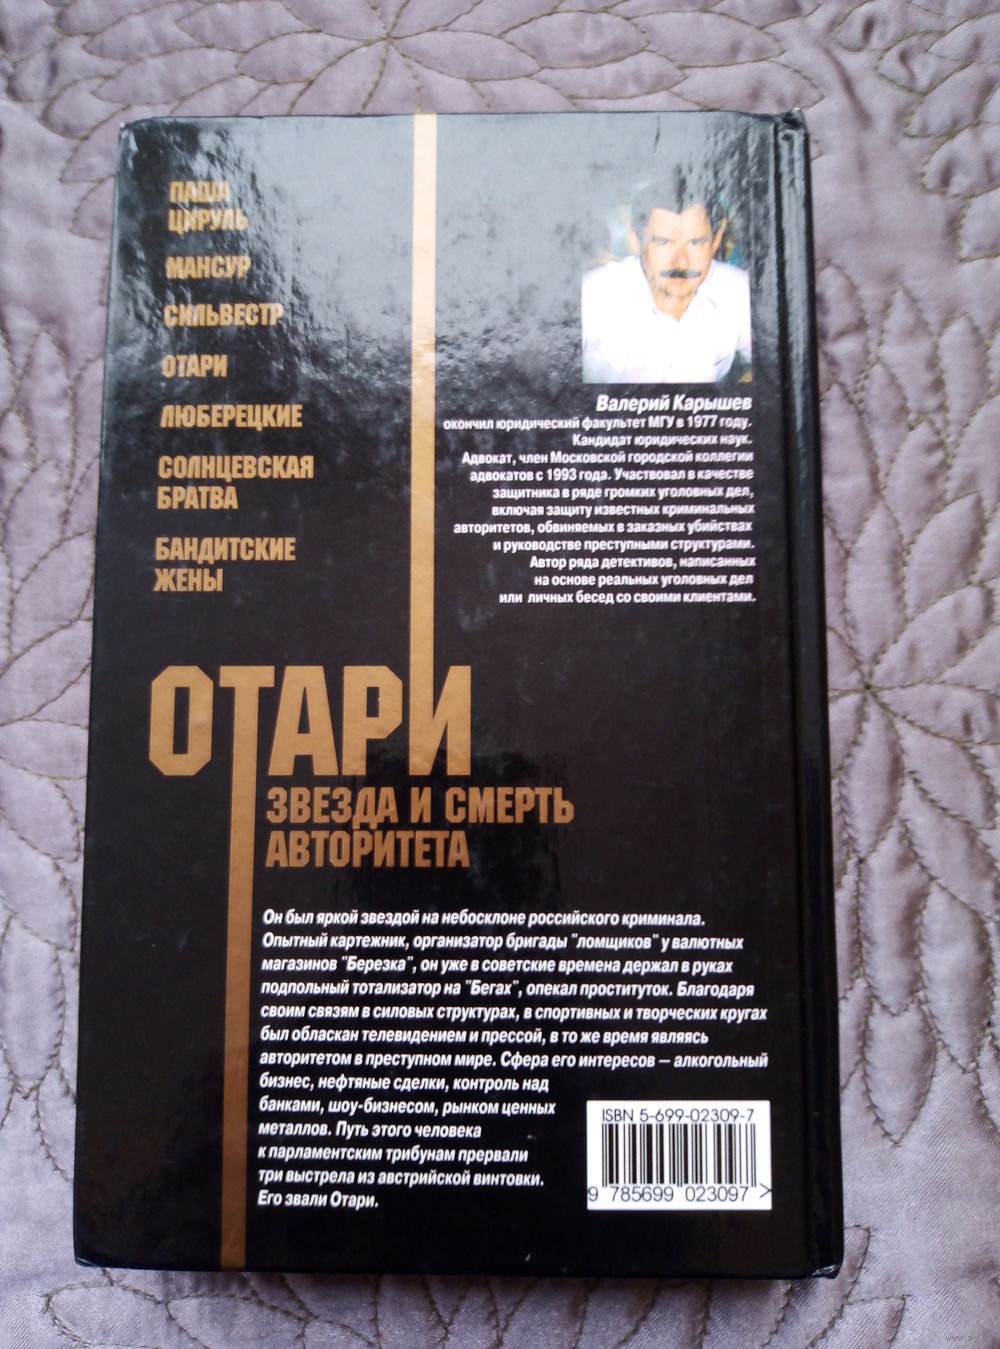 ПАША
ЦИРУЛЬ
МАНСУР
СИЛЬВЕСТР
ОТАРИ
ЛЮБЕРЕЦКИЕ
СОЛНЦЕВСКАЯ
БРАТВА
БАНДИТСКИЕ
ЖЕНЫ
Валерий Карышев
окончил юридический факультет МГУ в 1977 году.
Кандидат юридических наук.
Адвокат, член Московской городской коллегии
адвокатов с 1993 года. Участвовал в качестве
защитника в ряде громких уголовных дел,
включая защиту известных криминальных
авторитетов, обвиняемых в заказных убийствах
и руководстве преступными структурами.
Автор ряда детективов, написанных
на основе реальных уголовных дел
или личных бесед со своими клиентами.
ОТАРИ
ЗВЕЗДА И СМЕРТЬ
АВТОРИТЕТА
Он был яркой звездой на небосклоне российского криминала.
Опытный картежник, организатор бригады "ломщиков" у валютных
магазинов "Березка", он уже в советские времена держал в руках
подпольный тотализатор на "Бегах", опекал проституток. Благодаря
своим связям в силовых структурах, в спортивных и творческих кругах
был обласкан телевидением и прессой, в то же время являясь
авторитетом в преступном мире. Сфера его интересов — алкогольный
бизнес, нефтяные сделки, контроль над
банками, шоу-бизнесом, рынком ценных
металлов. Путь этого человека
к парламентским трибунам прервали
три выстрела из австрийской винтовки.
Его звали Отари.
ISBN 5-699-02309-7
9 785699 023097 >